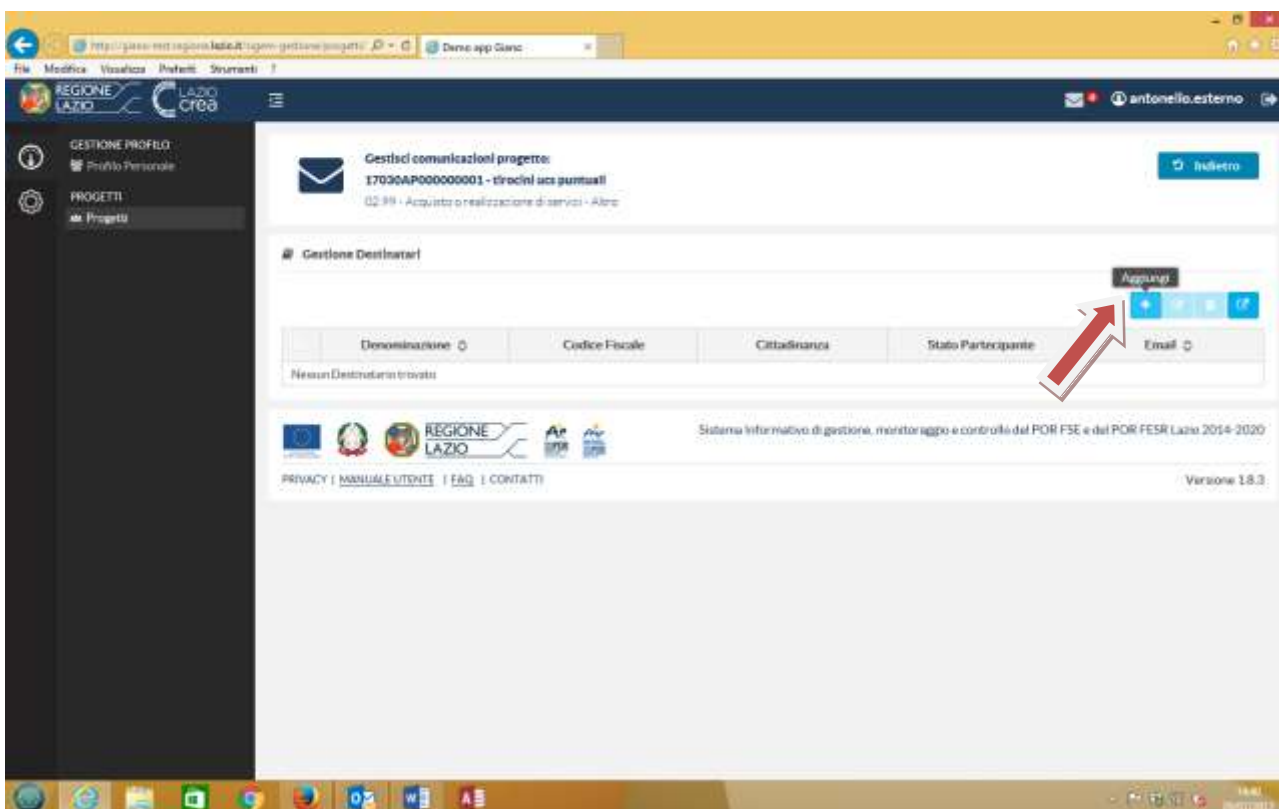 Demo app Giano
File Modifica Visualizza Preferiti Strumenti ?
REGIONE LAZIO LAZIO crea
antonello.esterno
GESTIONE PROFILO
Profilo Personale
PROGETTI
Progetti
Gestisci comunicazioni progetto:
17030AP000000001 - tirocini acs puntuali
02.99 - Acquisto o realizzazione di servizi - Altro
Indietro
Gestione Destinatari
Aggiungi
Denominazione Codice Fiscale Cittadinanza Stato Partecipante Email
Nessun Destinatario trovato
REGIONE LAZIO
Sistema Informativo di gestione, monitoraggio e controllo del POR FSE e del POR FESR Lazio 2014-2020
PRIVACY | MANUALE UTENTE | FAQ | CONTATTI
Versione 1.8.3